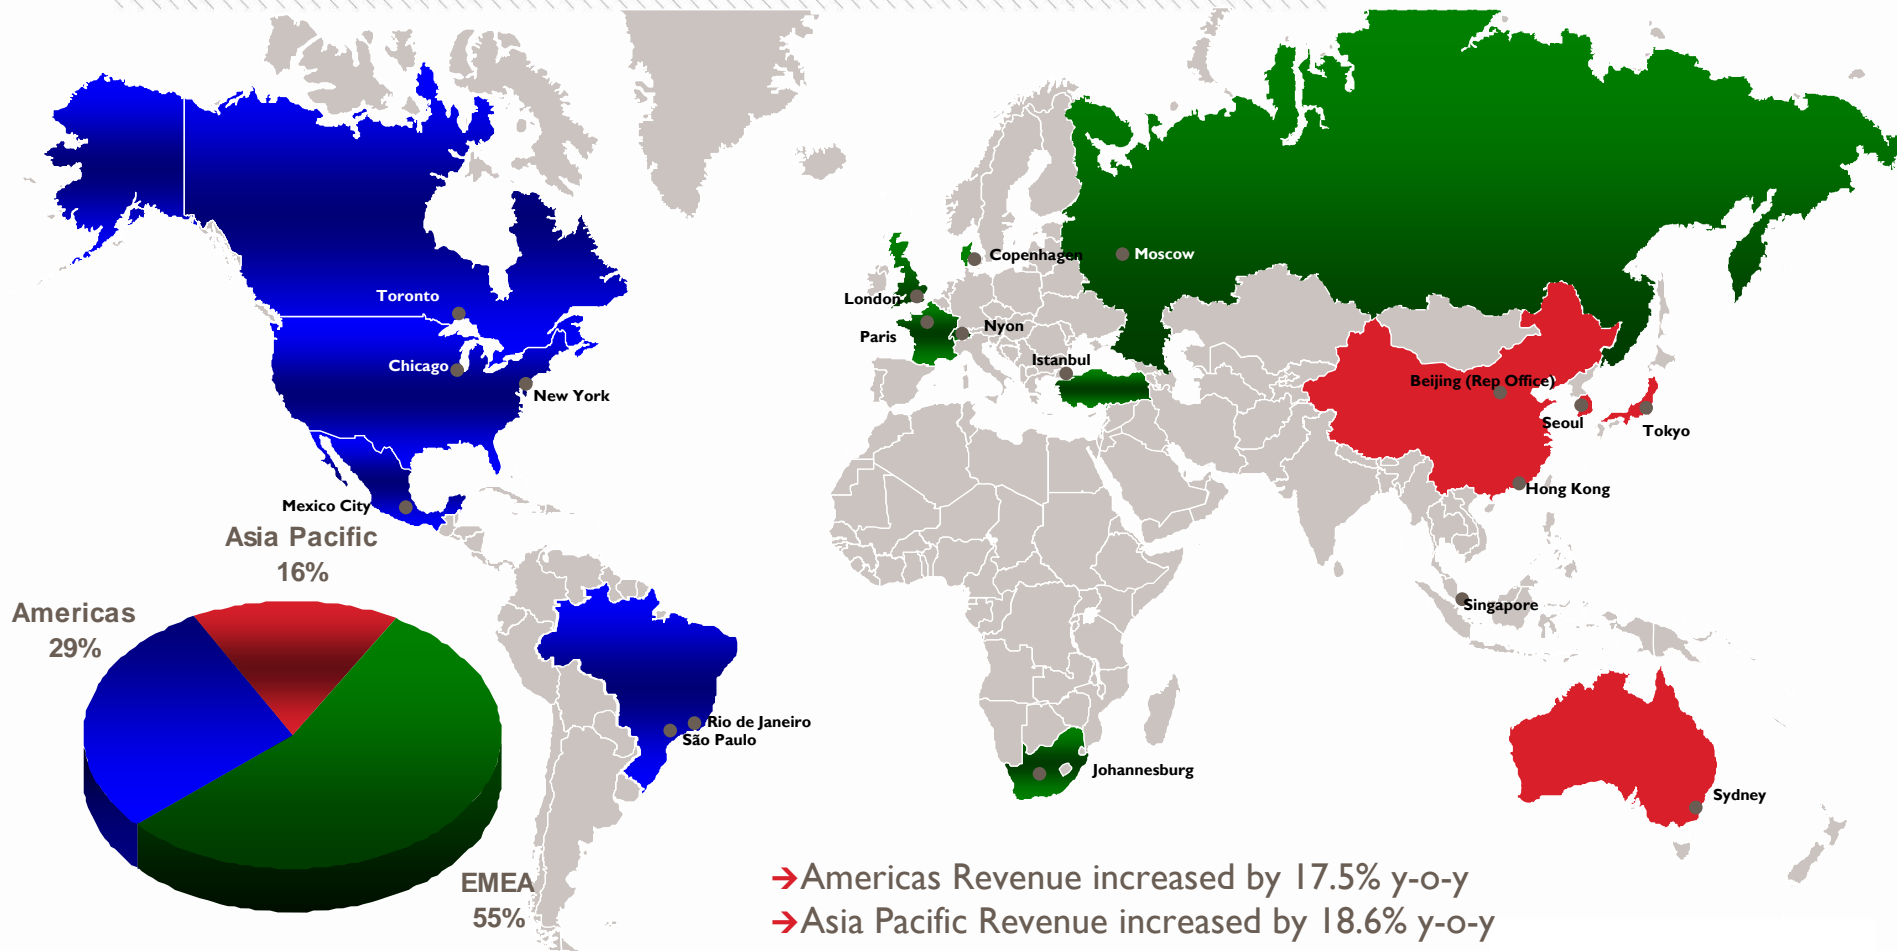 Toronto
Chicago
New York
Mexico City
Copenhagen
Moscow
London
Paris
Nyon
Istanbul
Beijing (Rep Office)
Seoul
Tokyo
Hong Kong
Singapore
Rio de Janeiro
São Paulo
Johannesburg
Sydney
Asia Pacific
16%
Americas
29%
EMEA
55%
➔Americas Revenue increased by 17.5% y-o-y
➔Asia Pacific Revenue increased by 18.6% y-o-y